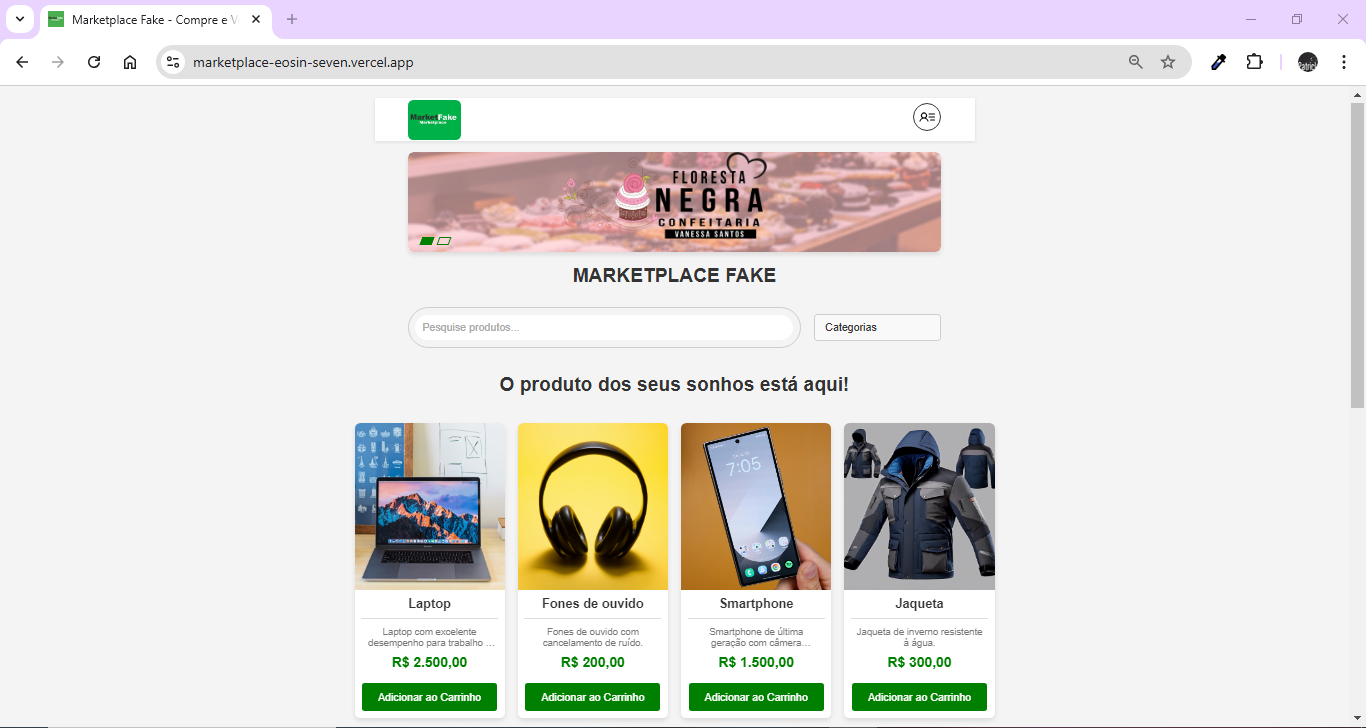 Marketplace Fake - Compre e V
marketplace-eosin-seven.vercel.app
Patrick
MarketFake
Marketplace
FLORESTA
NEGRA
CONFEITARIA
VANESSA SANTOS
MARKETPLACE FAKE
Pesquise produtos...
Categorias
O produto dos seus sonhos está aqui!
7:05
Laptop
Laptop com excelente
desempenho para trabalho ...
R$ 2.500,00
Adicionar ao Carrinho
Fones de ouvido
Fones de ouvido com
cancelamento de ruído.
R$ 200,00
Adicionar ao Carrinho
Smartphone
Smartphone de última
geração com câmera...
R$ 1.500,00
Adicionar ao Carrinho
Jaqueta
Jaqueta de inverno resistente
á água.
R$ 300,00
Adicionar ao Carrinho